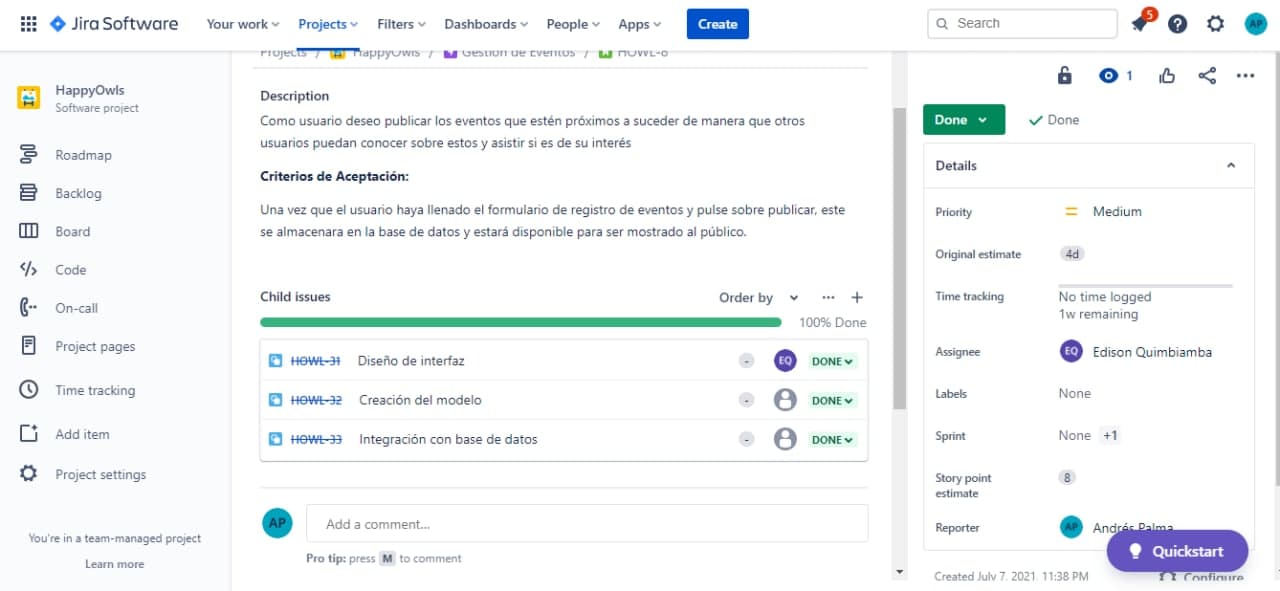 Jira Software Your work Projects Filters Dashboards People Apps Create Search 5 ? AP
Projects / HappyOwls / Gestión de Eventos / HOWL-6
HappyOwls
Software project
Roadmap
Backlog
Board
Code
On-call
Project pages
Time tracking
Add item
Project settings
You're in a team-managed project
Learn more
Description
Como usuario deseo publicar los eventos que estén próximos a suceder de manera que otros
usuarios puedan conocer sobre estos y asistir si es de su interés
Criterios de Aceptación:
Una vez que el usuario haya llenado el formulario de registro de eventos y pulse sobre publicar, este
se almacenara en la base de datos y estará disponible para ser mostrado al público.
Child issues Order by
100% Done
HOWL-31 Diseño de interfaz - EQ DONE
HOWL-32 Creación del modelo - DONE
HOWL-33 Integración con base de datos - DONE
AP Add a comment...
Pro tip: press M to comment
1
Done Done
Details
Priority Medium
Original estimate 4d
Time tracking No time logged
1w remaining
Assignee EQ Edison Quimbiamba
Labels None
Sprint None +1
Story point
estimate 8
Reporter AP Andrés Palma
Quickstart
Created July 7, 2021, 11:38 PM Configure